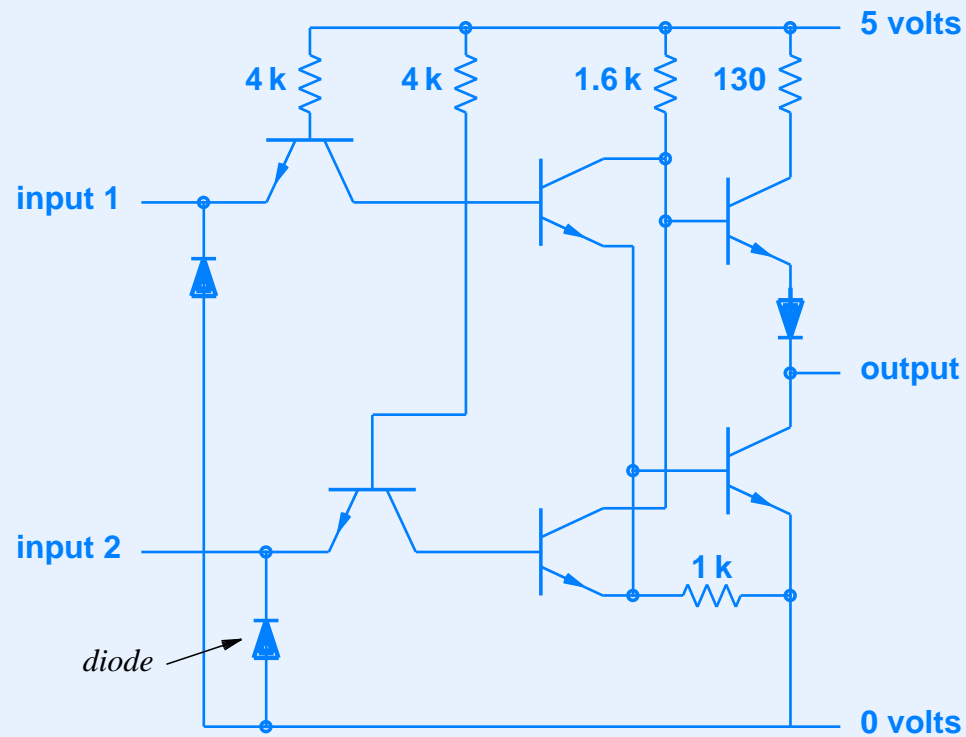 5 volts
4 k
4 k
1.6 k
130
input 1
output
input 2
1 k
diode
0 volts